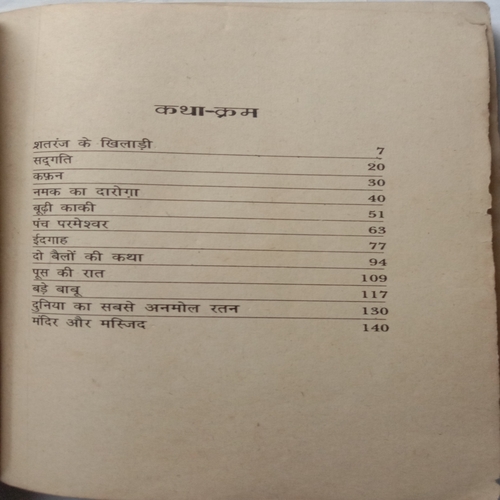 कथा-क्रम
शतरंज के खिलाड़ी 7
सद्गति 20
कफ़न 30
नमक का दारोग़ा 40
बूढ़ी काकी 51
पंच परमेश्वर 63
ईदगाह 77
दो बैलों की कथा 94
पूस की रात 109
बड़े बाबू 117
दुनिया का सबसे अनमोल रतन 130
मंदिर और मस्जिद 140